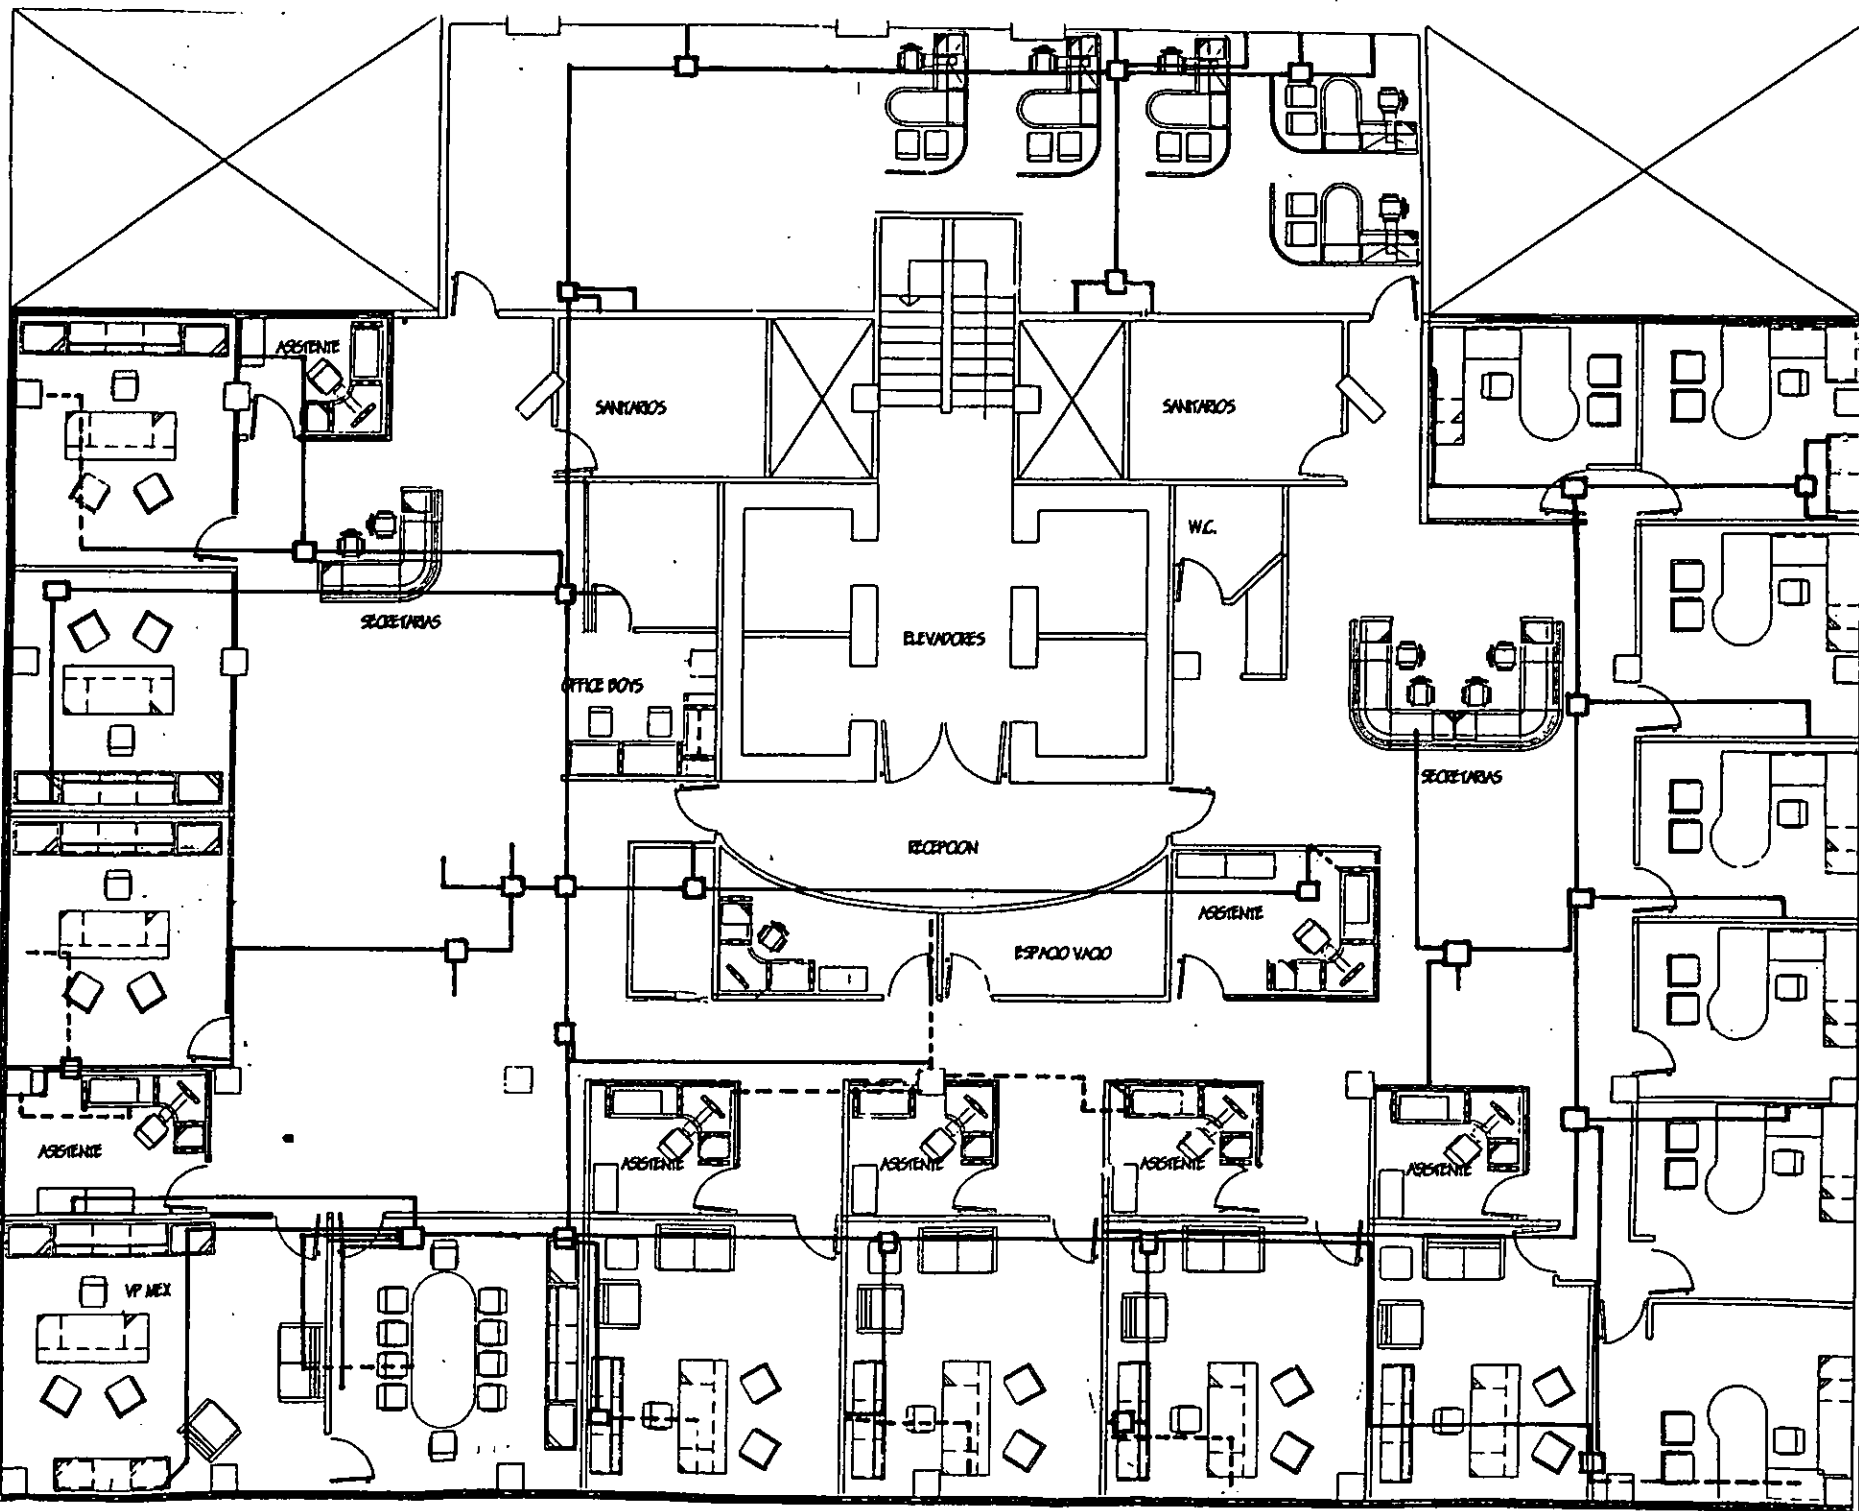 ASISTENTE
SANITARIOS
SANITARIOS
W.C.
SECRETARIAS
ELEVADORES
OFFICE BOYS
SECRETARIAS
RECEPCION
ASISTENTE
ESPACIO VACIO
ASISTENTE
ASISTENTE
ASISTENTE
ASISTENTE
ASISTENTE
VP MEX